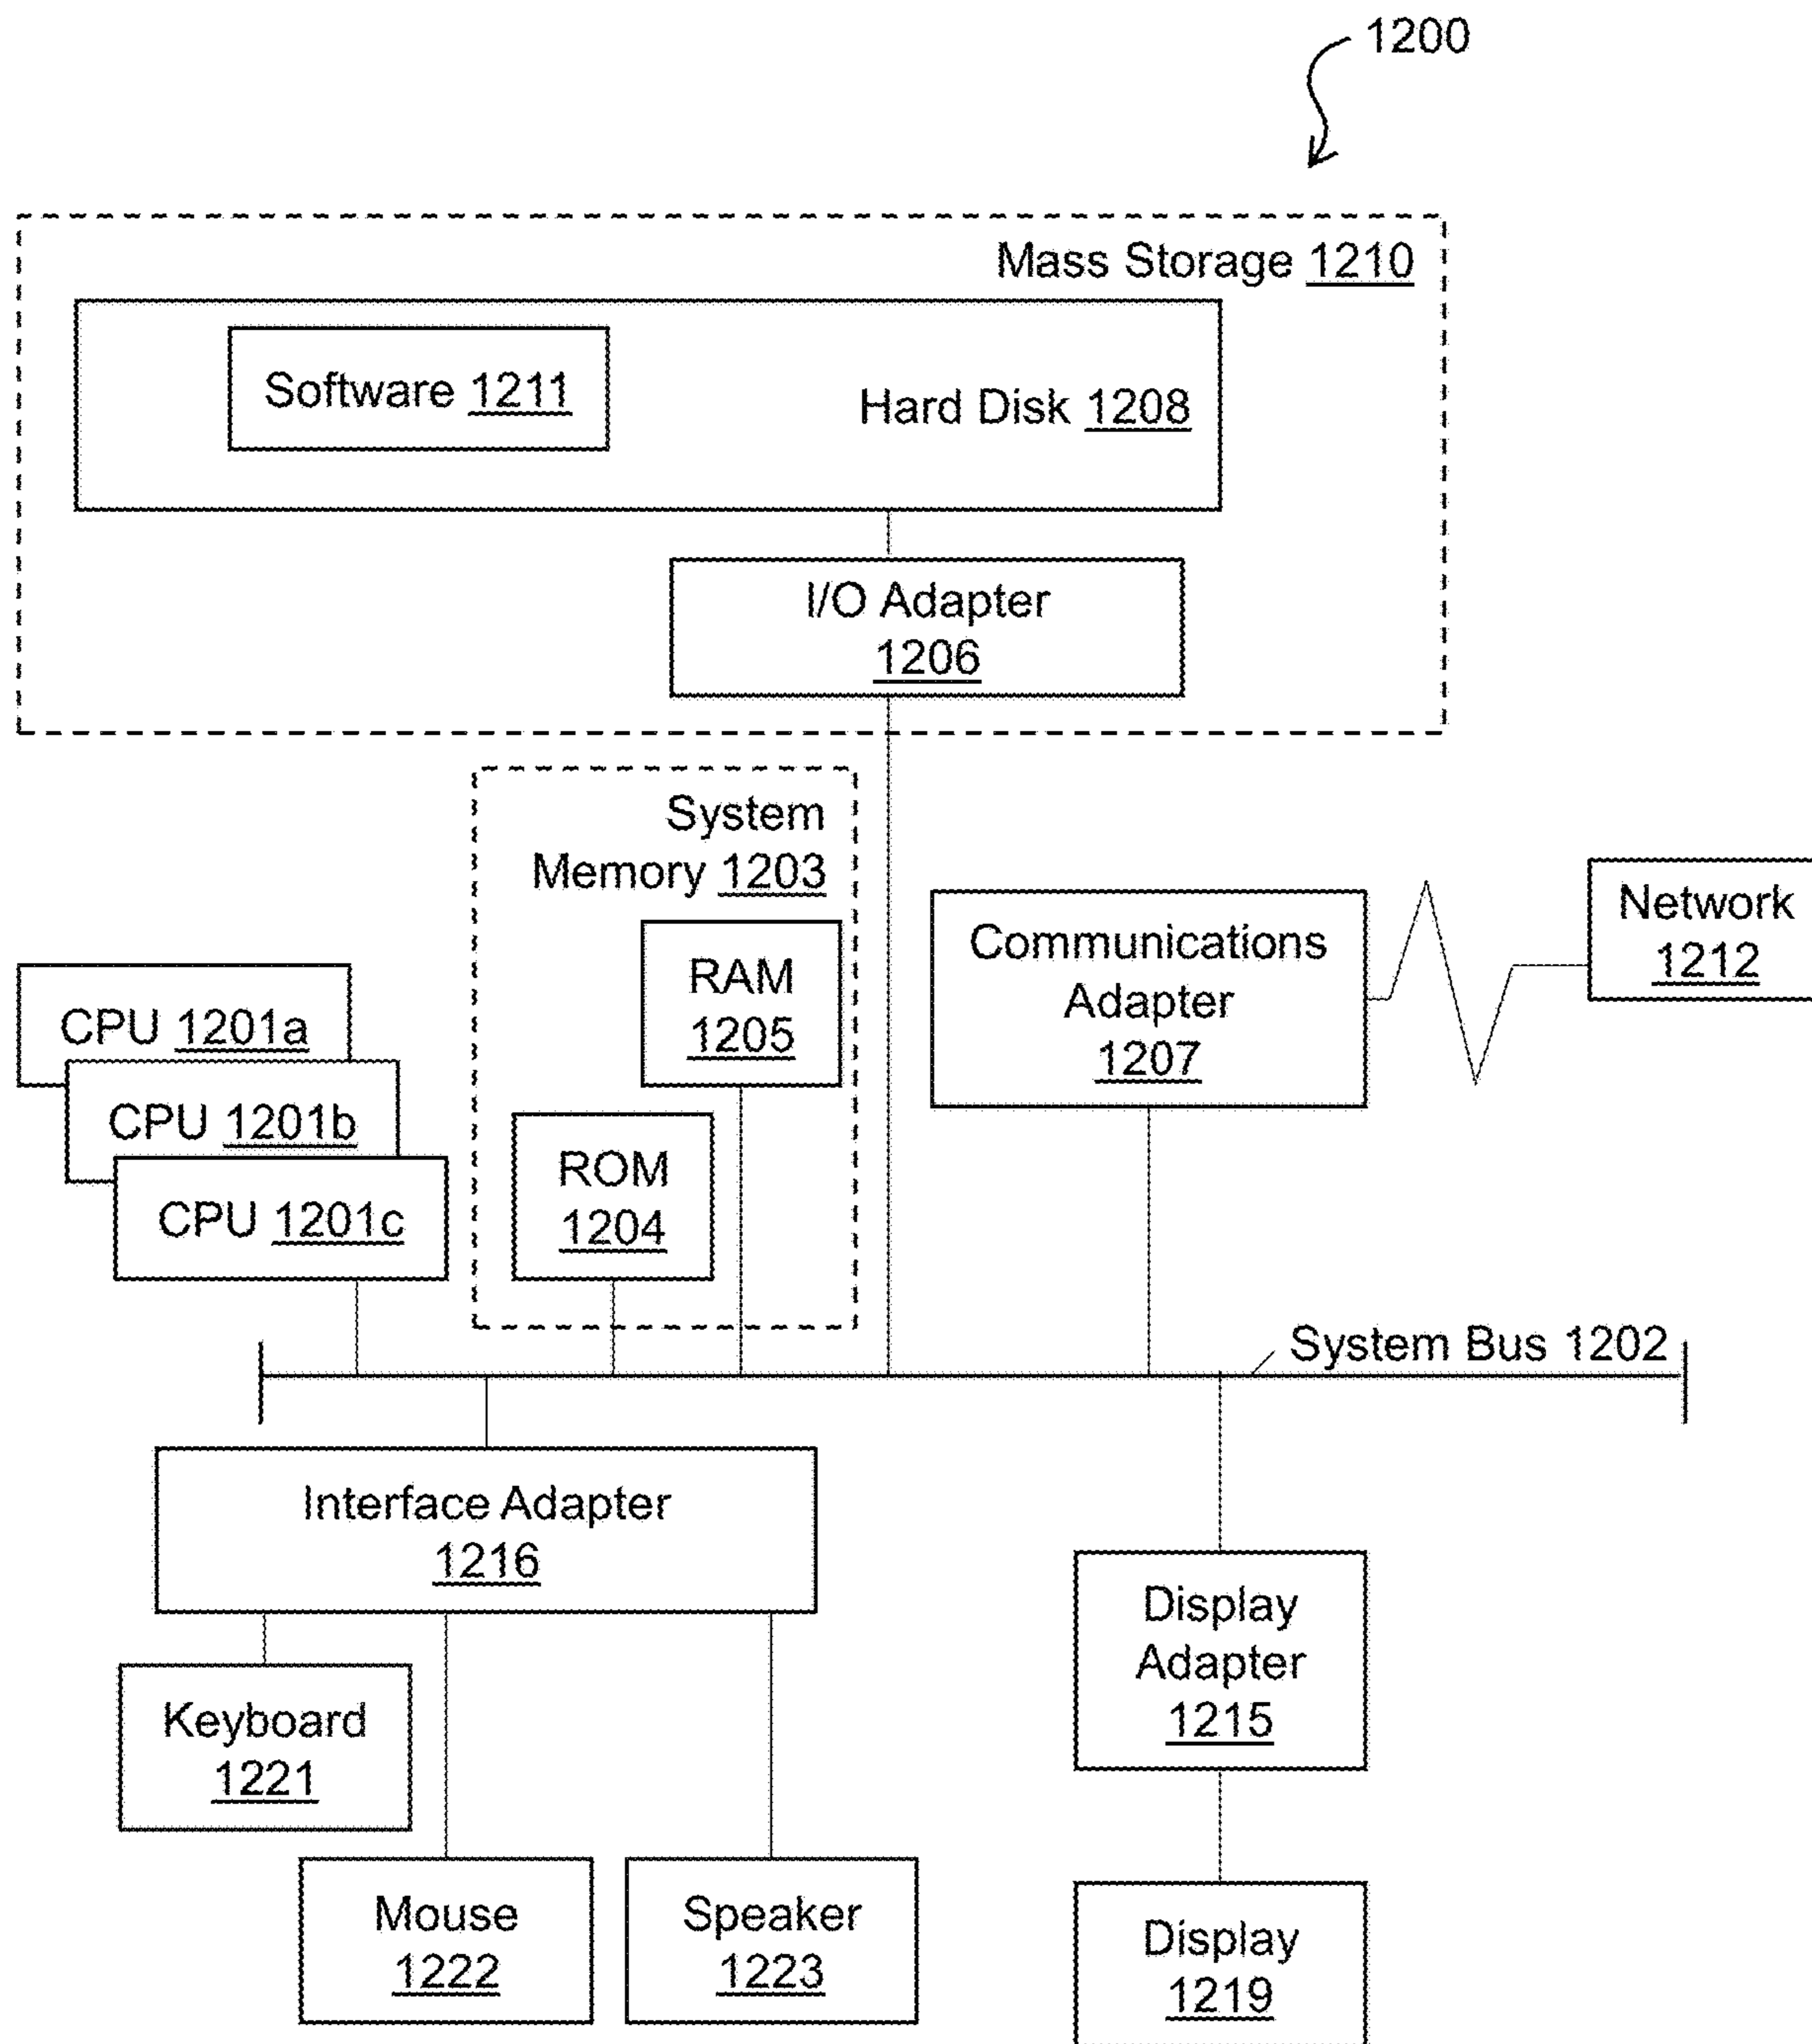 1200
Mass Storage 1210
Software 1211
Hard Disk 1208
I/O Adapter
1206
System
Memory 1203
RAM
1205
ROM
1204
Communications
Adapter
1207
Network
1212
CPU 1201a
CPU 1201b
CPU 1201c
System Bus 1202
Interface Adapter
1216
Keyboard
1221
Mouse
1222
Speaker
1223
Display
Adapter
1215
Display
1219